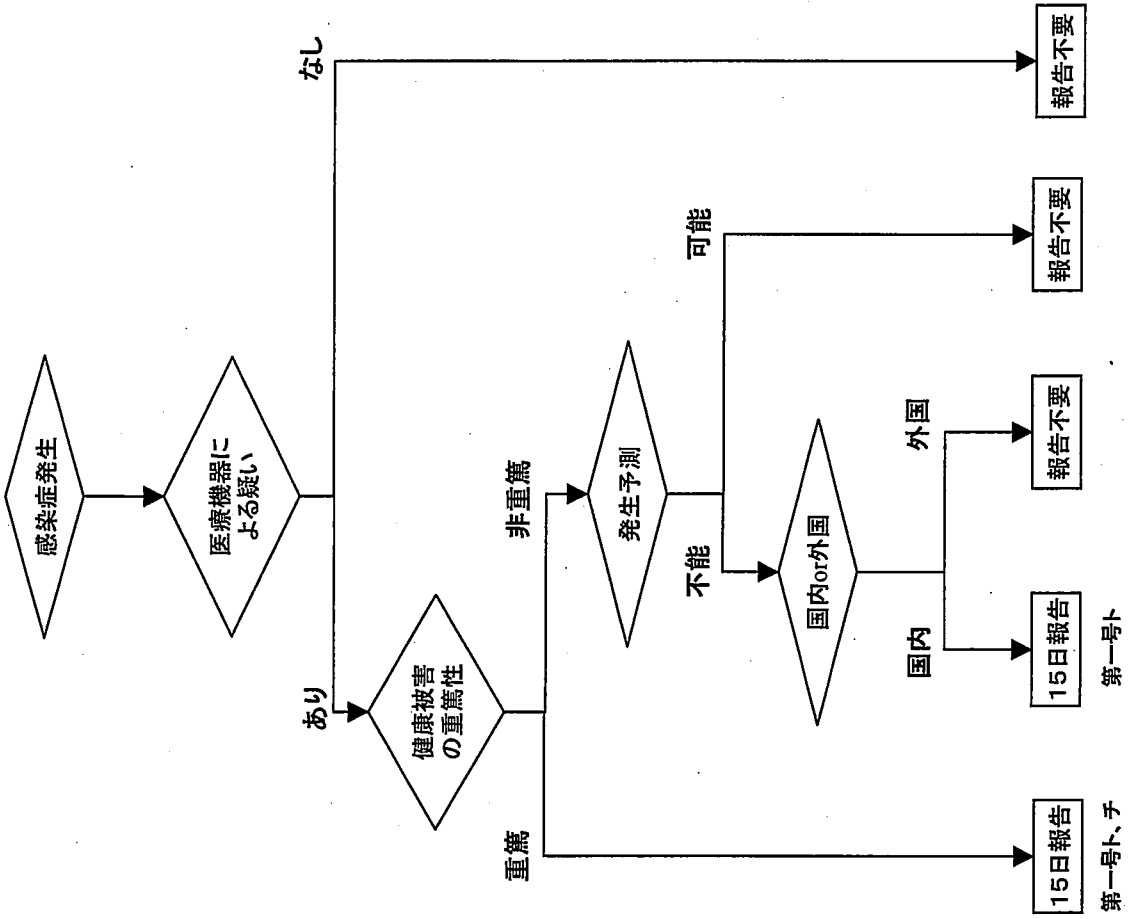 感染症発生
医療機器に
よる疑い
あり
なし
健康被害
の重篤性
重篤
非重篤
発生予測
不能
可能
国内or外国
国内
外国
15日報告
15日報告
報告不要
報告不要
報告不要
第一号ト、チ
第一号ト